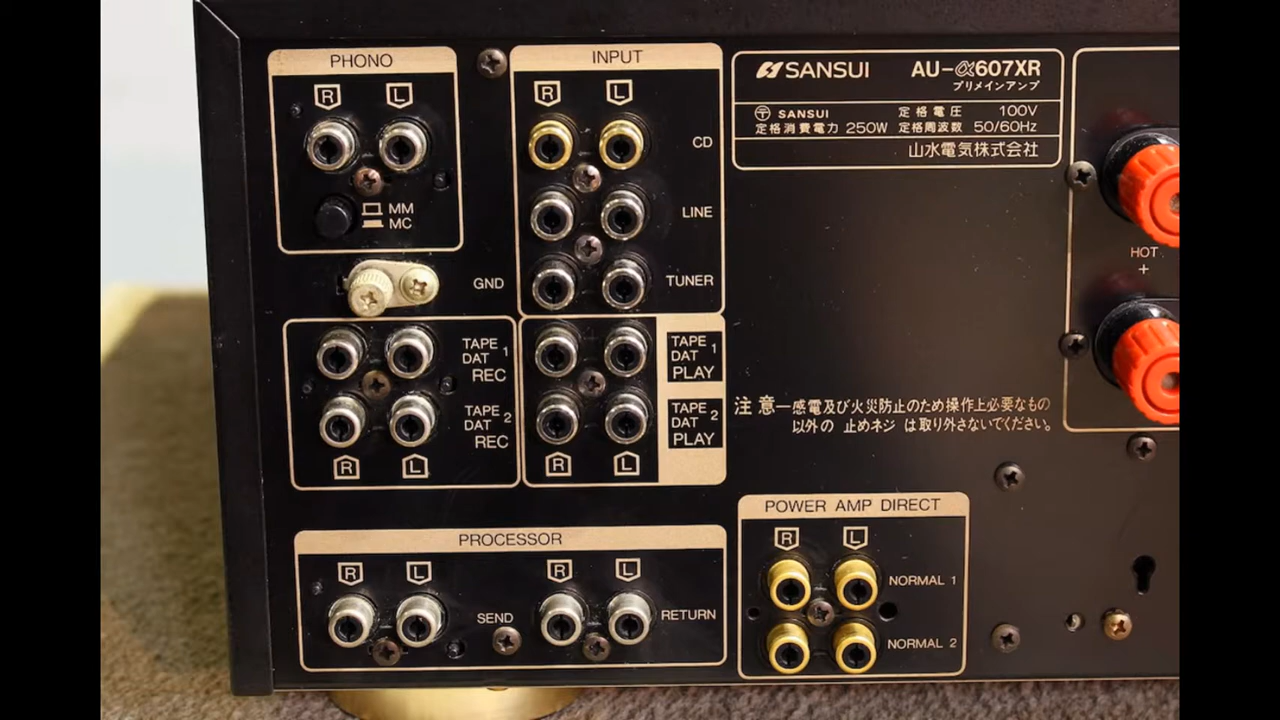 PHONO
R L
MM
MC
GND
INPUT
R L
CD
LINE
TUNER
SANSUI AU-α607XR
プリメインアンプ
〒 SANSUI 定格電圧 100V
定格消費電力 250W 定格周波数 50/60Hz
山水電気株式会社
HOT
+
TAPE 1
DAT
REC
TAPE 2
DAT
REC
R L
TAPE 1
DAT
PLAY
TAPE 2
DAT
PLAY
R L
注意—感電及び火災防止のため操作上必要なもの
以外の 止めネジ は取り外さないでください。
PROCESSOR
R L R L
SEND RETURN
POWER AMP DIRECT
R L
NORMAL 1
NORMAL 2